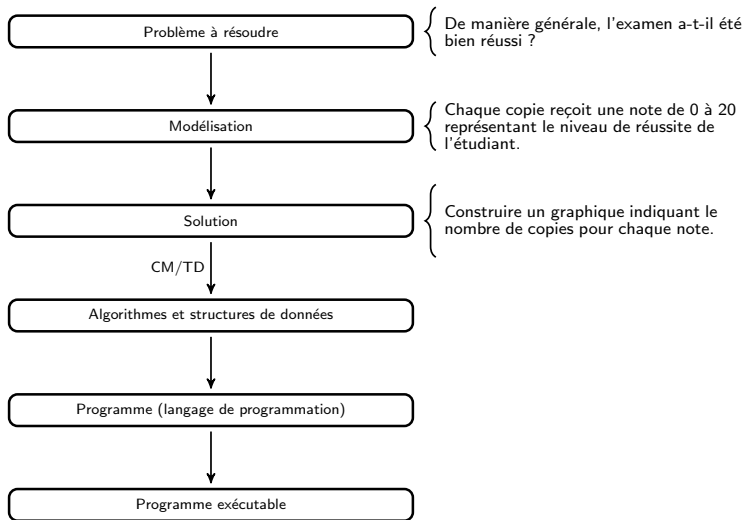 Problème à résoudre
De manière générale, l'examen a-t-il été
bien réussi ?
Modélisation
Chaque copie reçoit une note de 0 à 20
représentant le niveau de réussite de
l'étudiant.
Solution
Construire un graphique indiquant le
nombre de copies pour chaque note.
CM/TD
Algorithmes et structures de données
Programme (langage de programmation)
Programme exécutable